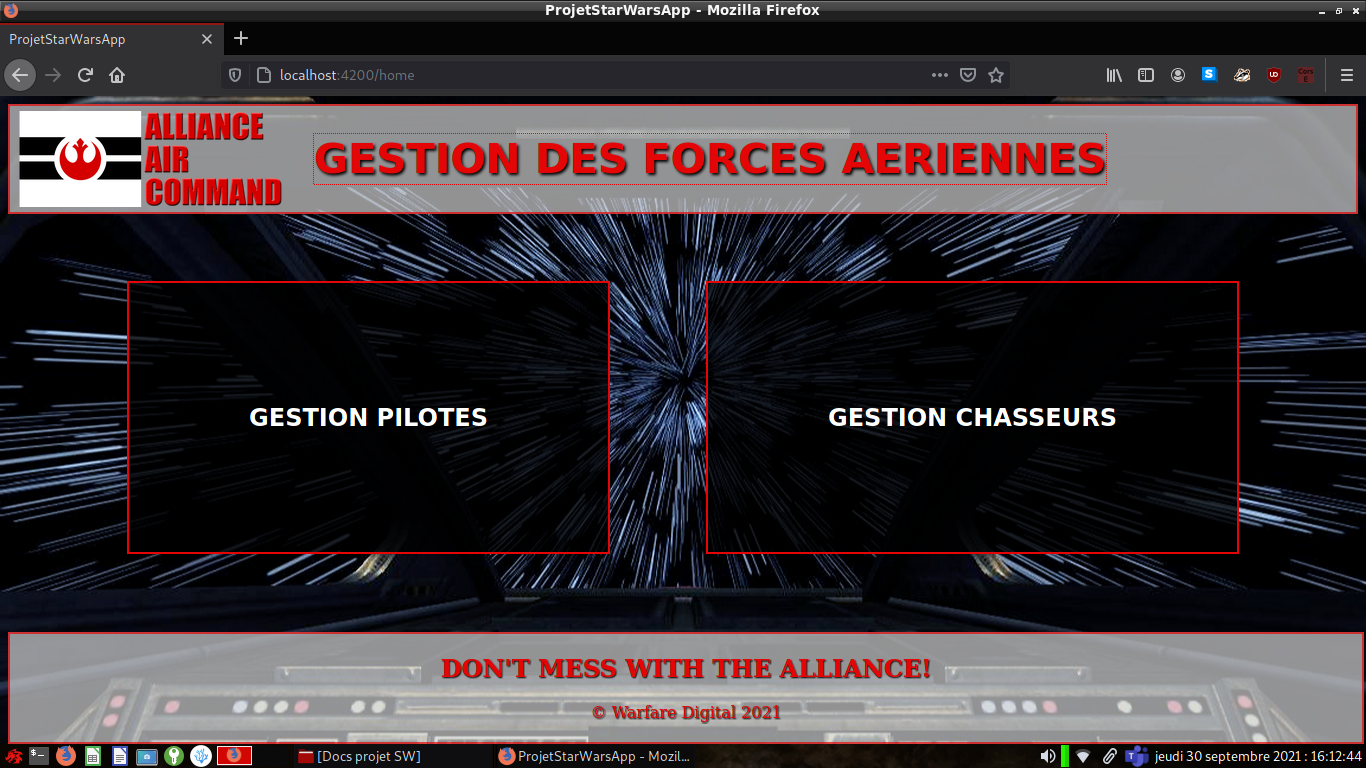 ProjetStarWarsApp - Mozilla Firefox
ProjetStarWarsApp
localhost:4200/home
ALLIANCE
AIR
COMMAND
GESTION DES FORCES AERIENNES
GESTION PILOTES
GESTION CHASSEURS
DON'T MESS WITH THE ALLIANCE!
© Warfare Digital 2021
[Docs projet SW]
ProjetStarWarsApp - Mozil...
jeudi 30 septembre 2021 : 16:12:44